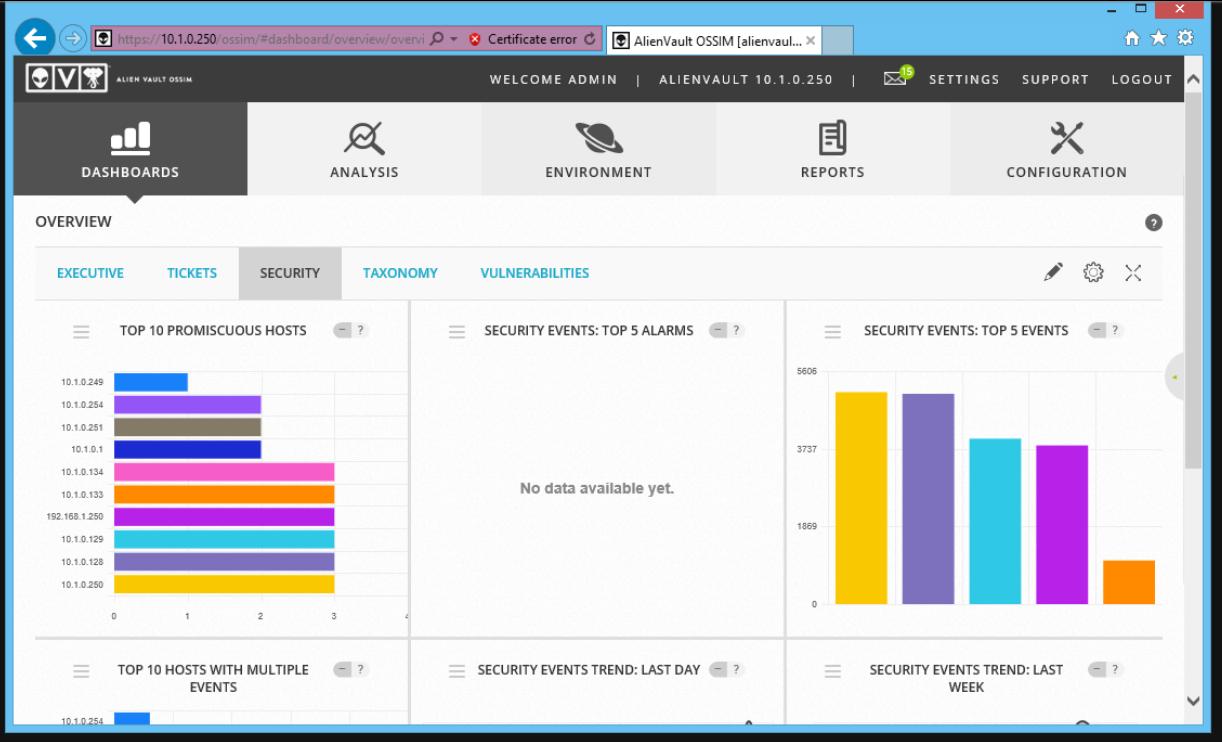 https://10.1.0.250/ossim/#dashboard/overview/overvi
Certificate error
AlienVault OSSIM [alienvaul...
ALIEN VAULT OSSIM
WELCOME ADMIN | ALIENVAULT 10.1.0.250 | 15 SETTINGS SUPPORT LOGOUT
DASHBOARDS
ANALYSIS
ENVIRONMENT
REPORTS
CONFIGURATION
OVERVIEW
?
EXECUTIVE TICKETS SECURITY TAXONOMY VULNERABILITIES
TOP 10 PROMISCUOUS HOSTS
?
10.1.0.249
10.1.0.254
10.1.0.251
10.1.0.1
10.1.0.134
10.1.0.133
192.168.1.250
10.1.0.129
10.1.0.128
10.1.0.250
0 1 2 3 4
SECURITY EVENTS: TOP 5 ALARMS
?
No data available yet.
SECURITY EVENTS: TOP 5 EVENTS
?
5606
3737
1869
0
TOP 10 HOSTS WITH MULTIPLE
EVENTS
?
10.1.0.254
SECURITY EVENTS TREND: LAST DAY
?
SECURITY EVENTS TREND: LAST
WEEK
?